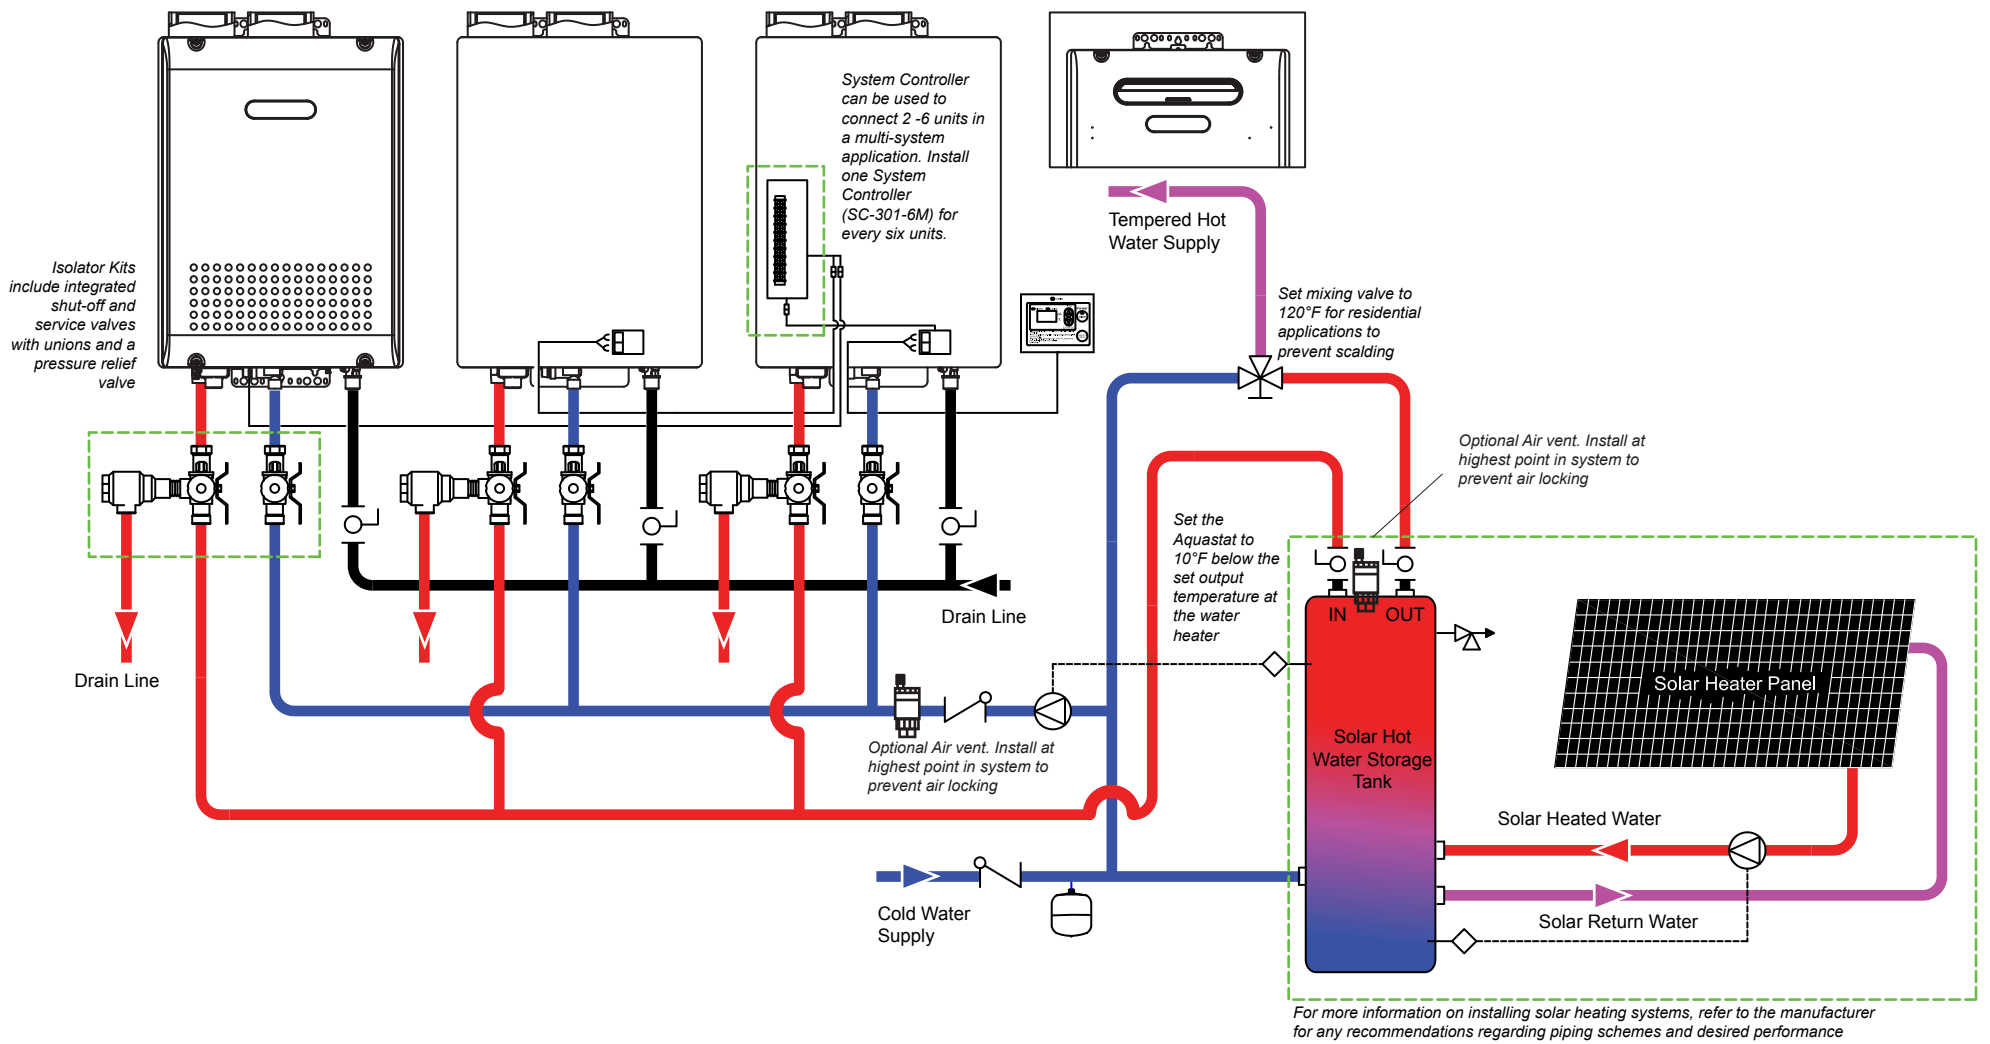 System Controller
can be used to
connect 2 -6 units in
a multi-system
application. Install
one System
Controller
(SC-301-6M) for
every six units.
Isolator Kits
include integrated
shut-off and
service valves
with unions and a
pressure relief
valve
Tempered Hot
Water Supply
Set mixing valve to
120°F for residential
applications to
prevent scalding
Optional Air vent. Install at
highest point in system to
prevent air locking
Set the
Aquastat to
10°F below the
set output
temperature at
the water
heater
Drain Line
Drain Line
IN
OUT
Solar Heater Panel
Solar Hot
Water Storage
Tank
Optional Air vent. Install at
highest point in system to
prevent air locking
Solar Heated Water
Cold Water
Supply
Solar Return Water
For more information on installing solar heating systems, refer to the manufacturer
for any recommendations regarding piping schemes and desired performance